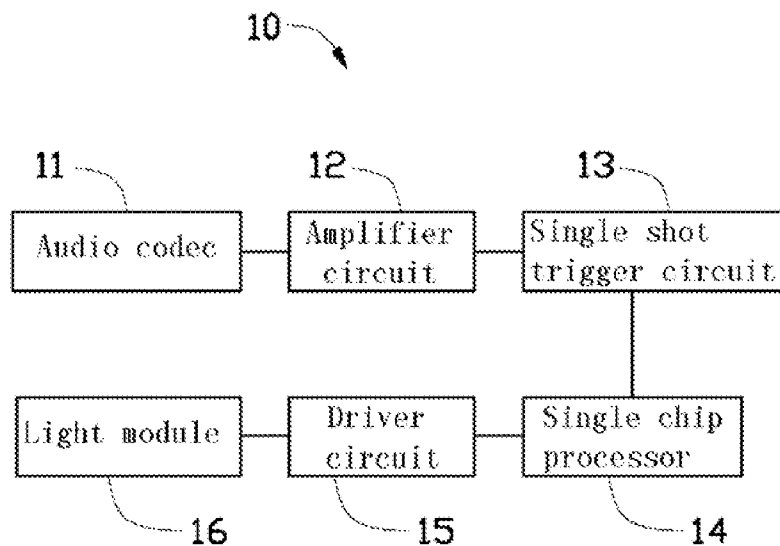 10
11
12
13
Audio codec
Amplifier
circuit
Single shot
trigger circuit
Light module
Driver
circuit
Single chip
processor
16
15
14